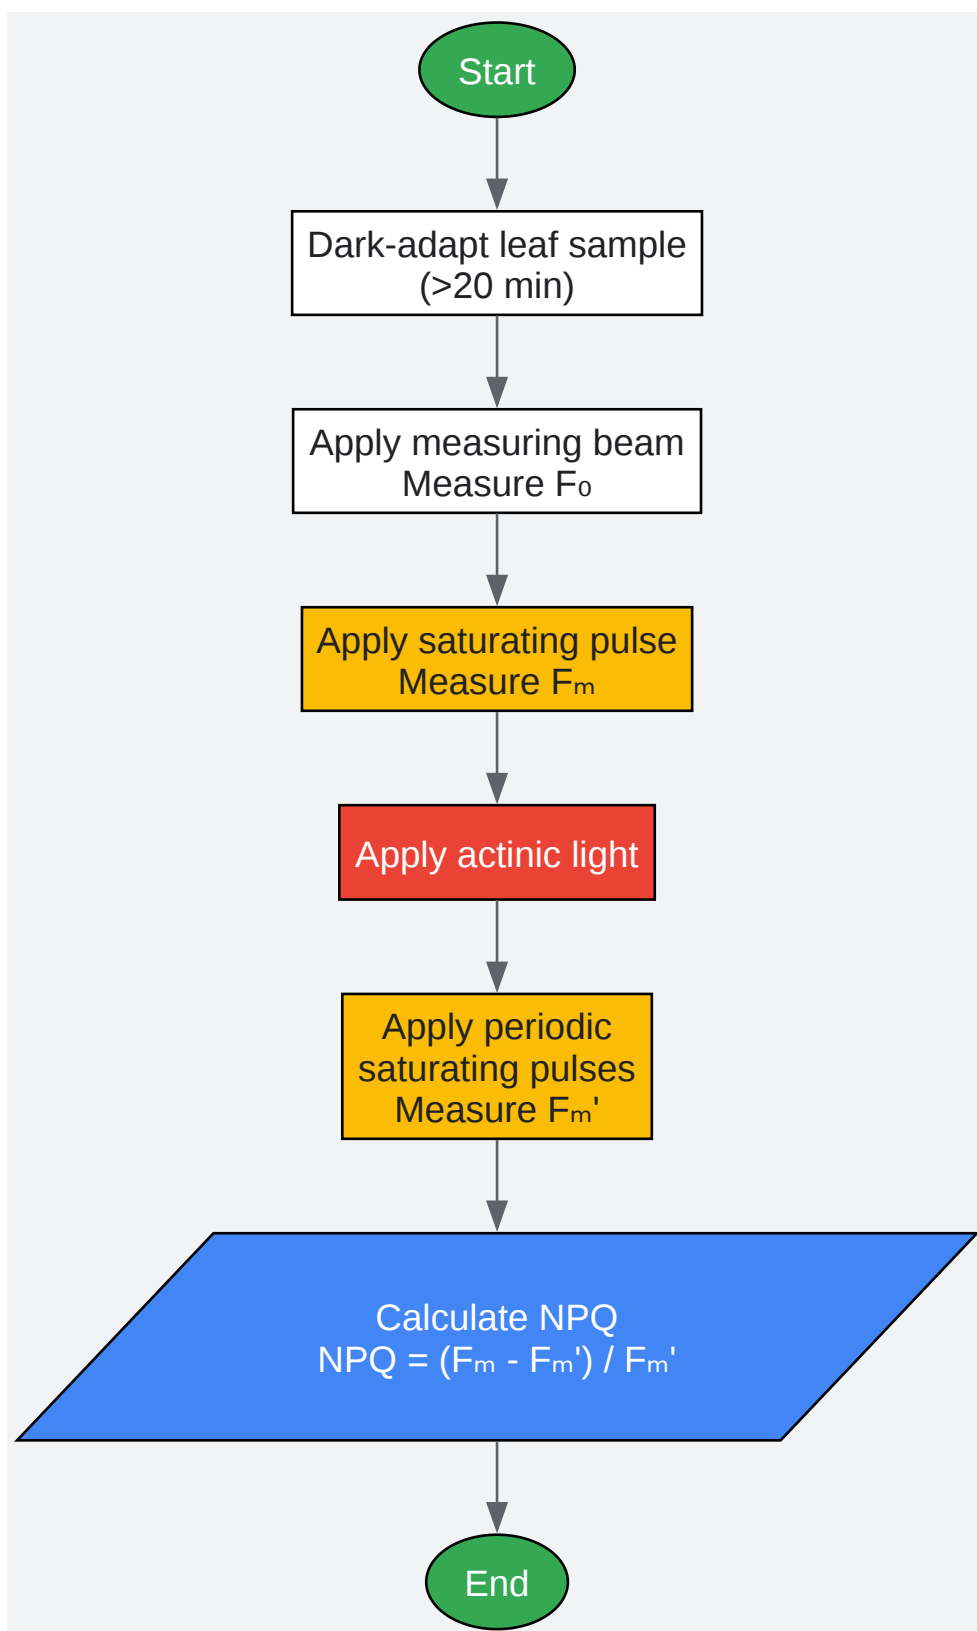 Start
Dark-adapt leaf sample
(>20 min)
Apply measuring beam
Measure F₀
Apply saturating pulse
Measure Fₘ
Apply actinic light
Apply periodic
saturating pulses
Measure Fₘ'
Calculate NPQ
NPQ = (Fₘ - Fₘ') / Fₘ'
End